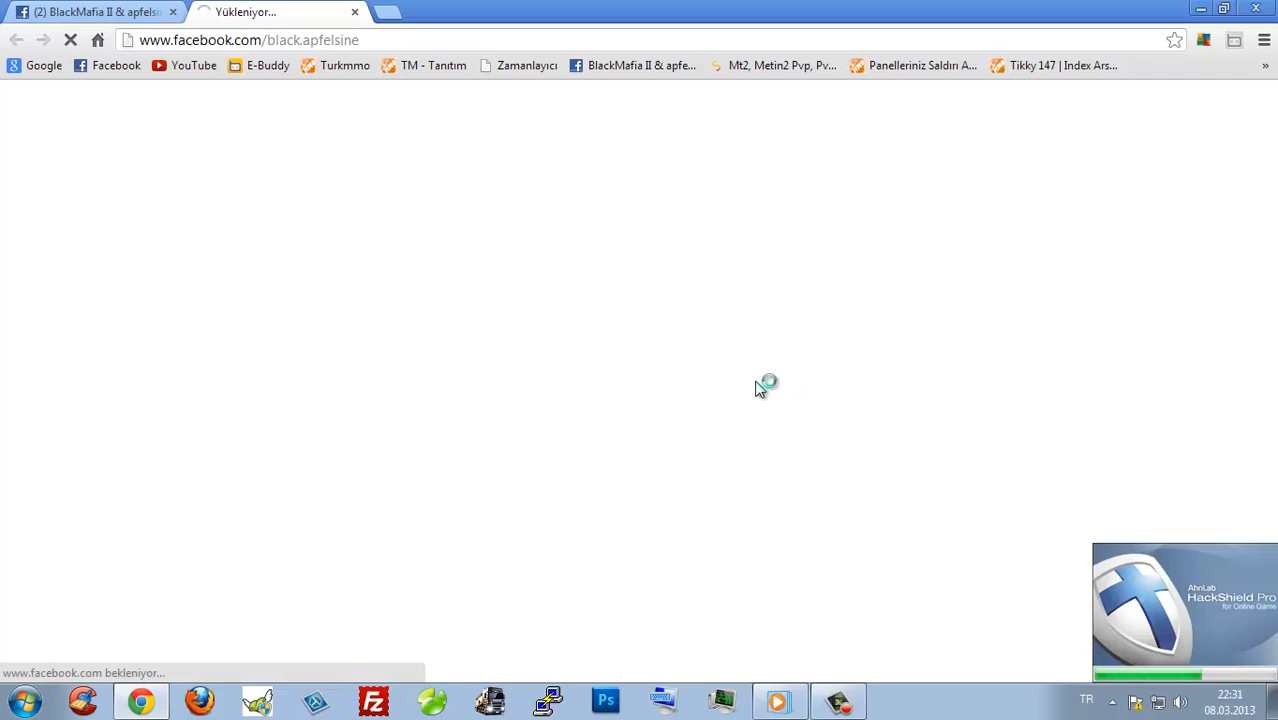 (2) BlackMafia II & apfelsi
Yükleniyor...
www.facebook.com/black.apfelsine
Google
Facebook
YouTube
E-Buddy
Turkmmo
TM - Tanıtım
Zamanlayıcı
BlackMafia II & apfe...
Mt2, Metin2 Pvp, Pv...
Panelleriniz Saldırı A...
Tikky 147 | Index Ars...
»
AhnLab
HackShield Pro
for Online Game
www.facebook.com bekleniyor...
Ps
TR
22:31
08.03.2013